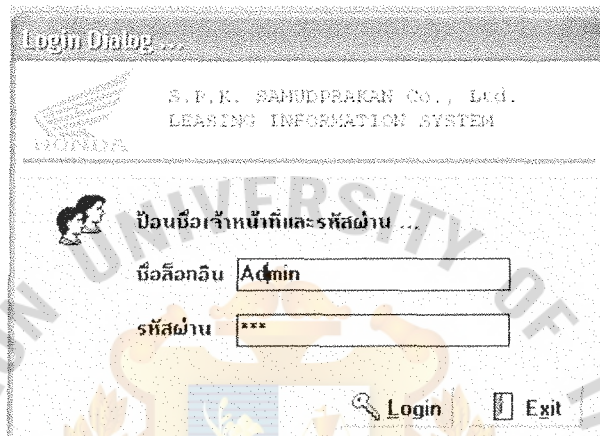 Login Dialog ...
S.P.K. SAMUDPRAKAN Co., Ltd.
LEASING INFORMATION SYSTEM
HONDA
ป้อนชื่อเจ้าหน้าที่และรหัสผ่าน ...
ชื่อล็อกอิน Admin
รหัสผ่าน ***
Login Exit
UNIVERSITY OF